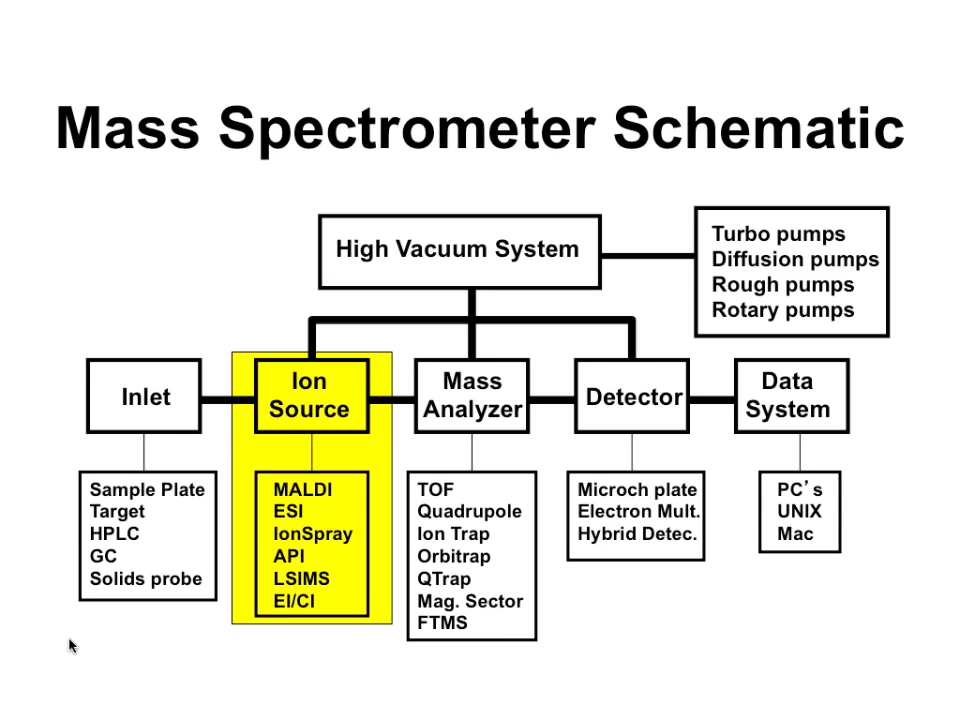 Mass Spectrometer Schematic
High Vacuum System
Turbo pumps
Diffusion pumps
Rough pumps
Rotary pumps
Inlet
Ion
Source
Mass
Analyzer
Detector
Data
System
Sample Plate
Target
HPLC
GC
Solids probe
MALDI
ESI
IonSpray
API
LSIMS
EI/CI
TOF
Quadrupole
Ion Trap
Orbitrap
QTrap
Mag. Sector
FTMS
Microch plate
Electron Mult.
Hybrid Detec.
PC’s
UNIX
Mac